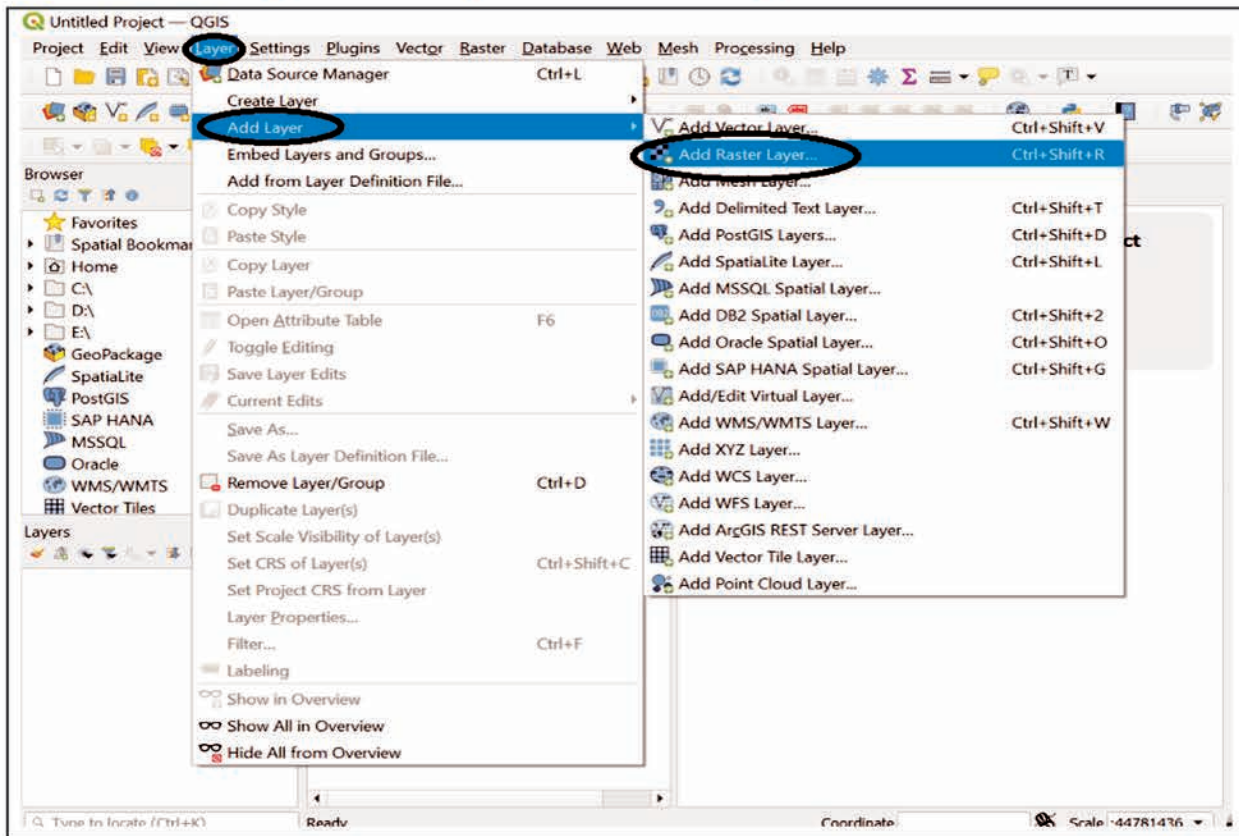 Untitled Project — QGIS
Project Edit View Layer Settings Plugins Vector Raster Database Web Mesh Processing Help
Data Source Manager Ctrl+L
Create Layer
Add Layer
Embed Layers and Groups...
Add from Layer Definition File...
Copy Style
Paste Style
Copy Layer
Paste Layer/Group
Open Attribute Table F6
Toggle Editing
Save Layer Edits
Current Edits
Save As...
Save As Layer Definition File...
Remove Layer/Group Ctrl+D
Duplicate Layer(s)
Set Scale Visibility of Layer(s)
Set CRS of Layer(s) Ctrl+Shift+C
Set Project CRS from Layer
Layer Properties...
Filter... Ctrl+F
Labeling
Show in Overview
Show All in Overview
Hide All from Overview
Add Vector Layer... Ctrl+Shift+V
Add Raster Layer... Ctrl+Shift+R
Add Mesh Layer...
Add Delimited Text Layer... Ctrl+Shift+T
Add PostGIS Layers... Ctrl+Shift+D
Add SpatiaLite Layer... Ctrl+Shift+L
Add MSSQL Spatial Layer...
Add DB2 Spatial Layer... Ctrl+Shift+2
Add Oracle Spatial Layer... Ctrl+Shift+O
Add SAP HANA Spatial Layer... Ctrl+Shift+G
Add/Edit Virtual Layer...
Add WMS/WMTS Layer... Ctrl+Shift+W
Add XYZ Layer...
Add WCS Layer...
Add WFS Layer...
Add ArcGIS REST Server Layer...
Add Vector Tile Layer...
Add Point Cloud Layer...
ct
Browser
Favorites
Spatial Bookmar
Home
C:\
D:\
E:\
GeoPackage
SpatiaLite
PostGIS
SAP HANA
MSSQL
Oracle
WMS/WMTS
Vector Tiles
Layers
Type to locate (Ctrl+K) Ready Coordinate Scale :44781436